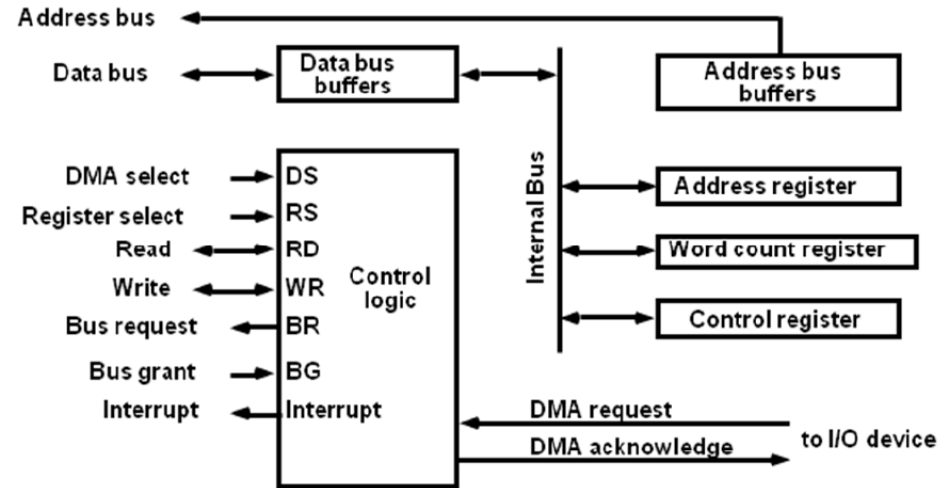 Address bus
Data bus
Data bus
buffers
Address bus
buffers
Internal Bus
DMA select
DS
Register select
RS
Read
RD
Write
WR
Bus request
BR
Bus grant
BG
Interrupt
Interrupt
Control
logic
Address register
Word count register
Control register
DMA request
DMA acknowledge
to I/O device